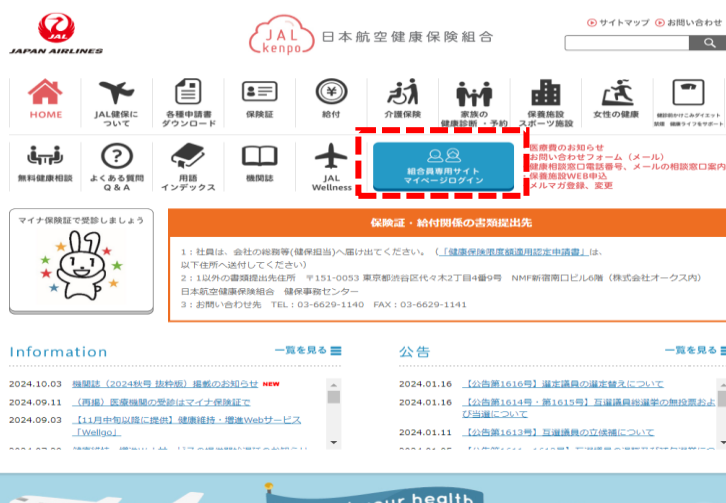 JAL
JAPAN AIRLINES
JAL
kenpo
日本航空健康保険組合
サイトマップ お問い合わせ
HOME
JAL健保に
ついて
各種申請書
ダウンロード
保険証
給付
介護保険
家族の
健康診断・予約
保養施設
スポーツ施設
女性の健康
無料健康相談
よくある質問
Q & A
用語
インデックス
機関誌
JAL
Wellness
組合員専用サイト
マイページログイン
医療費のお知らせ
お問い合わせフォーム（メール）
健康相談窓口電話番号、メールの相談窓口案内
保養施設WEB申込
メルマガ登録、変更
マイナ保険証で受診しましょう
保険証・給付関係の書類提出先
1：社員は、会社の総務等(健保担当)へ届け出てください。（「健康保険限度額適用認定申請書」は、
以下住所へ送付してください）
2：1以外の書類提出先住所 〒151-0053 東京都渋谷区代々木2丁目4番9号 NMF新宿南口ビル6階（株式会社オークス内）
日本航空健康保険組合 健保事務センター
3：お問い合わせ先 TEL：03-6629-1140 FAX：03-6629-1141
Information 一覧を見る
2024.10.03 機関誌（2024秋号 抜粋版）掲載のお知らせ NEW
2024.09.11 （再掲）医療機関の受診はマイナ保険証で
2024.09.03 【11月中旬以降に提供】健康維持・増進Webサービス
「Wellgo」
公告 一覧を見る
2024.01.16 【公告第1616号】選定議員の選定替えについて
2024.01.16 【公告第1614号・第1615号】互選議員総選挙の無投票およ
び当選について
2024.01.11 【公告第1613号】互選議員の立候補について
your health